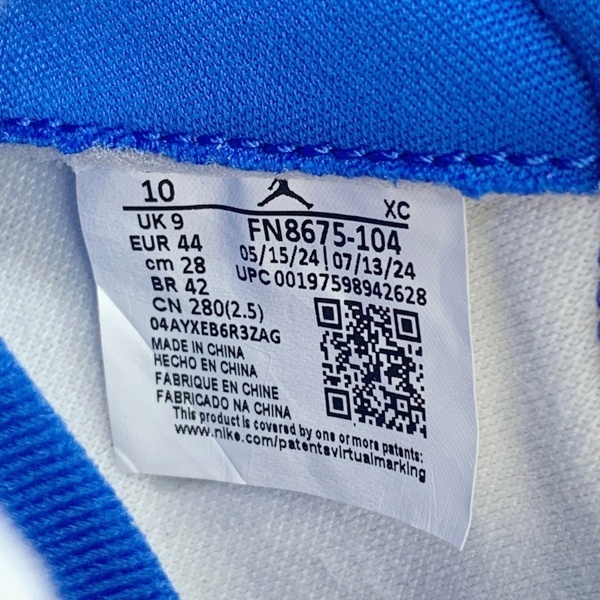 10
UK 9
EUR 44
cm 28
BR 42
CN 280(2.5)
04AYXEB6R3ZAG
XC
FN8675-104
05/15/24|07/13/24
UPC 00197598942628
MADE IN CHINA
HECHO EN CHINA
FABRIQUE EN CHINE
FABRICADO NA CHINA
This product is covered by one or more patents:
www.nike.com/patentsvirtualmarking